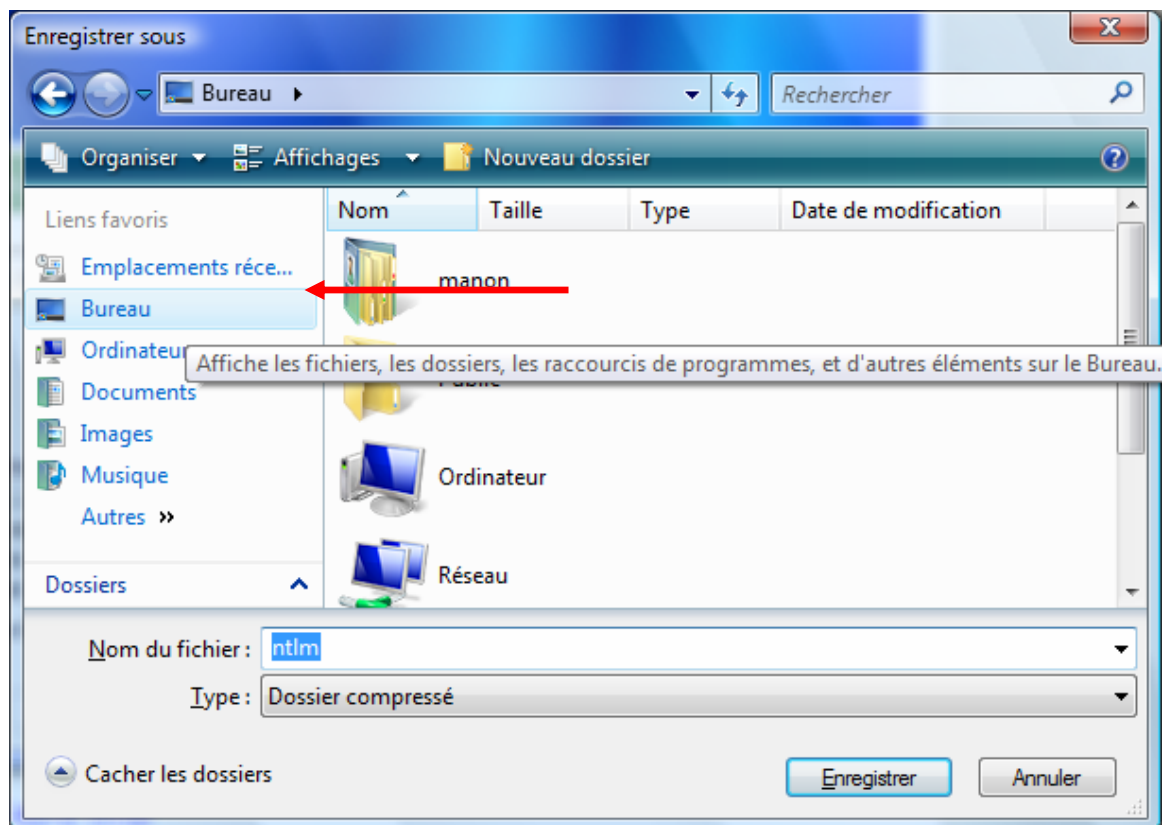 Enregistrer sous
Bureau
Rechercher
Organiser Affichages Nouveau dossier
Liens favoris
Emplacements réce...
Bureau
Ordinateur
Documents
Images
Musique
Autres »
Dossiers
Nom Taille Type Date de modification
manon
Affiche les fichiers, les dossiers, les raccourcis de programmes, et d'autres éléments sur le Bureau.
Public
Ordinateur
Réseau
Nom du fichier : ntlm
Type : Dossier compressé
Cacher les dossiers
Enregistrer Annuler